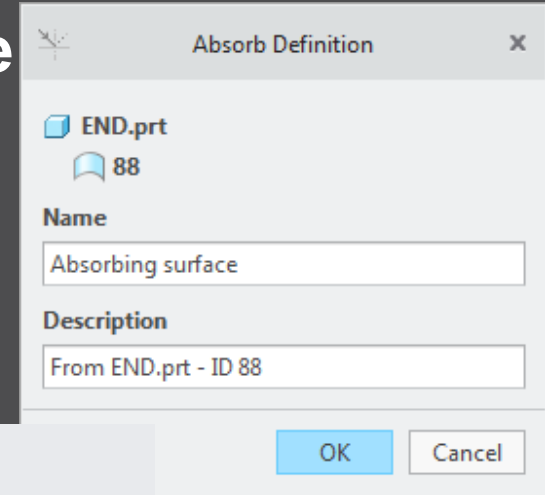 e
Absorb Definition
END.prt
88
Name
Absorbing surface
Description
From END.prt - ID 88
OK Cancel